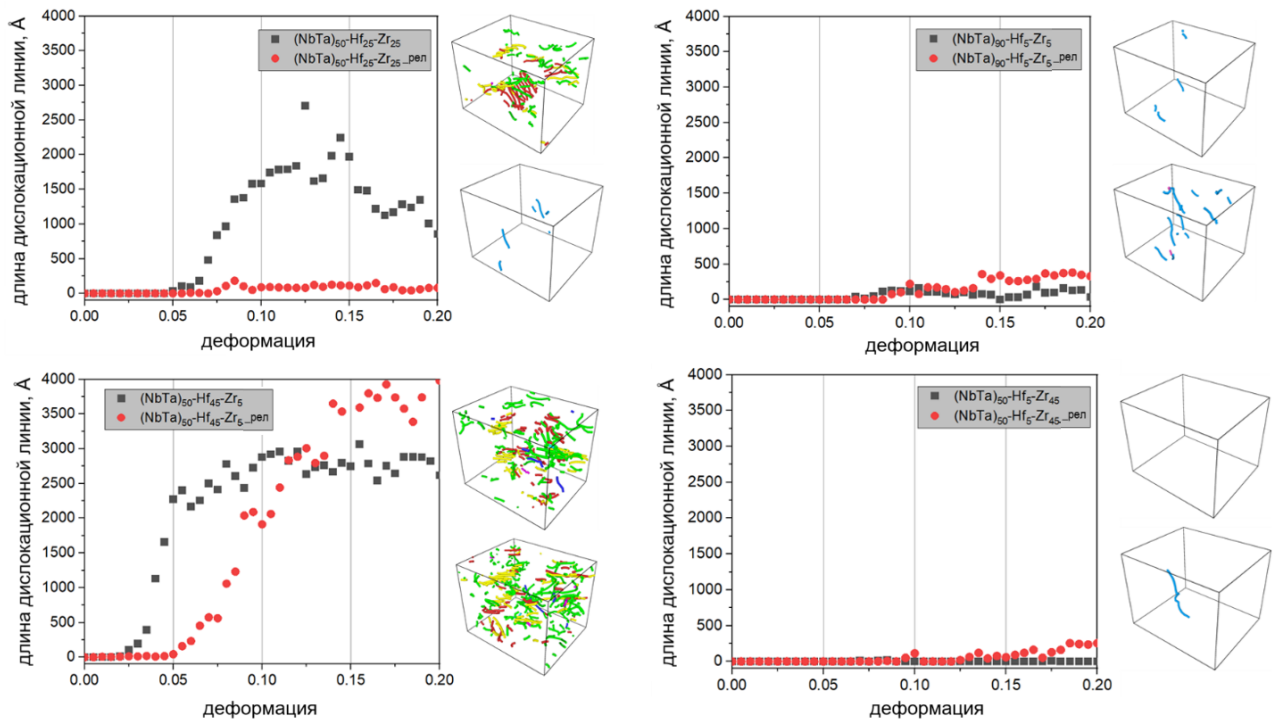 длина дислокационной линии, Å
4000
3500
3000
2500
2000
1500
1000
500
0
(NbTa)₅₀-Hf₂₅-Zr₂₅
(NbTa)₅₀-Hf₂₅-Zr₂₅_рел
0.00 0.05 0.10 0.15 0.20
деформация
длина дислокационной линии, Å
4000
3500
3000
2500
2000
1500
1000
500
0
(NbTa)₉₀-Hf₅-Zr₅
(NbTa)₉₀-Hf₅-Zr₅_рел
0.00 0.05 0.10 0.15 0.20
деформация
длина дислокационной линии, Å
4000
3500
3000
2500
2000
1500
1000
500
0
(NbTa)₅₀-Hf₄₅-Zr₅
(NbTa)₅₀-Hf₄₅-Zr₅_рел
0.00 0.05 0.10 0.15 0.20
деформация
длина дислокационной линии, Å
4000
3500
3000
2500
2000
1500
1000
500
0
(NbTa)₅₀-Hf₅-Zr₄₅
(NbTa)₅₀-Hf₅-Zr₄₅_рел
0.00 0.05 0.10 0.15 0.20
деформация